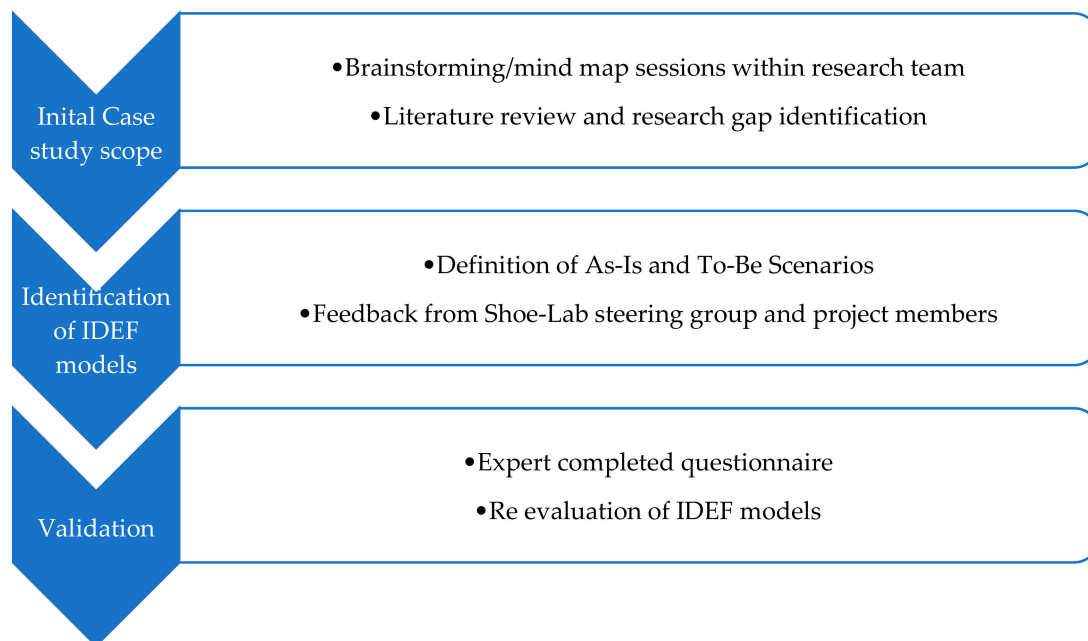 •Brainstorming/mind map sessions within research team
•Literature review and research gap identification
Inital Case
study scope
•Definition of As-Is and To-Be Scenarios
•Feedback from Shoe-Lab steering group and project members
Identification
of IDEF
models
•Expert completed questionnaire
•Re evaluation of IDEF models
Validation